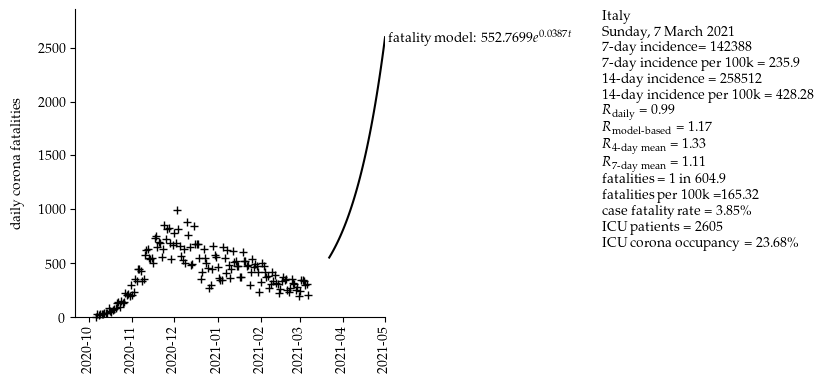 Italy
Sunday, 7 March 2021
7-day incidence= 142388
7-day incidence per 100k = 235.9
14-day incidence = 258512
14-day incidence per 100k = 428.28
R_daily = 0.99
R_model-based = 1.17
R_4-day mean = 1.33
R_7-day mean = 1.11
fatalities = 1 in 604.9
fatalities per 100k =165.32
case fatality rate = 3.85%
ICU patients = 2605
ICU corona occupancy = 23.68%
fatality model: 552.7699e^0.0387t
daily corona fatalities
2500
2000
1500
1000
500
0
2020-10
2020-11
2020-12
2021-01
2021-02
2021-03
2021-04
2021-05